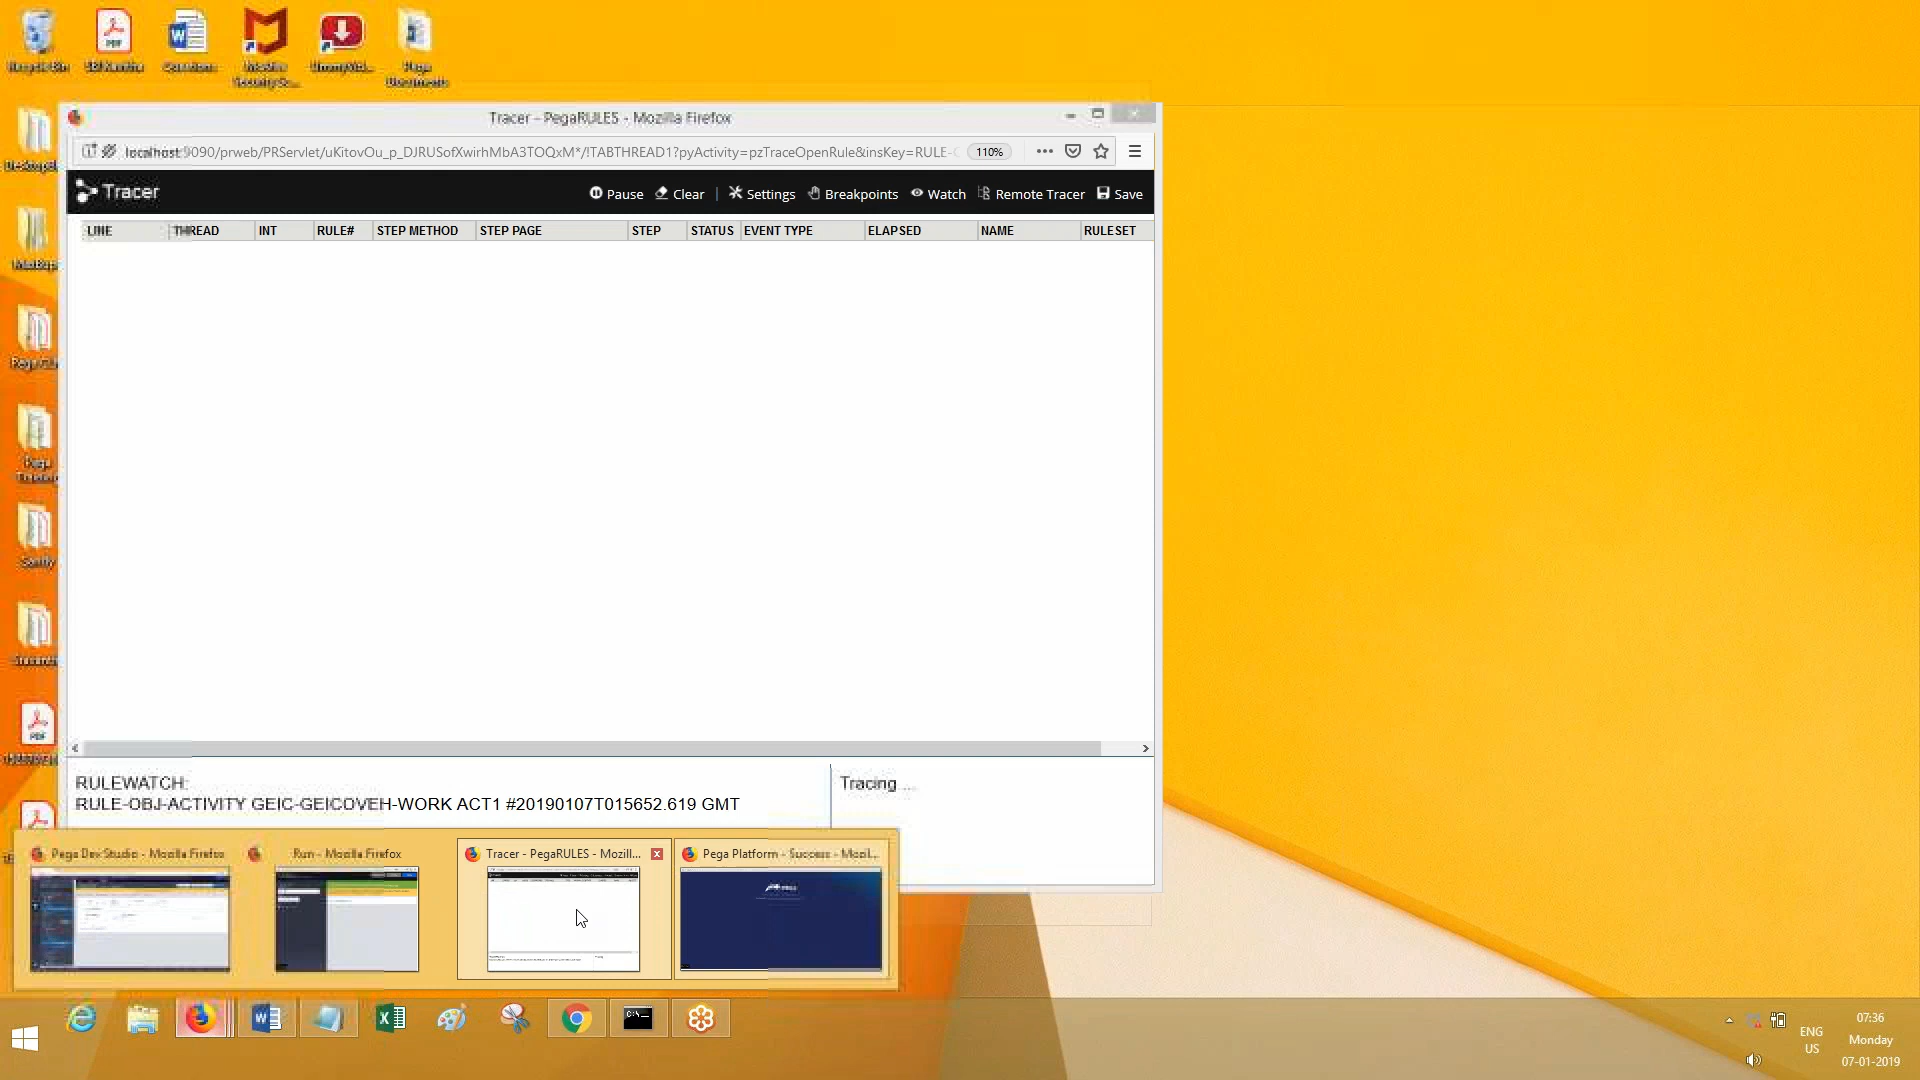 Tracer - PegaRULES - Mozilla Firefox
localhost:9090/prweb/PRServlet/uKitovOu_p_DJRUSofXwirhMbA3TOQxM*/!TABTHREAD1?pyActivity=pzTraceOpenRule&insKey=RULE-
110%
Tracer
Pause Clear | Settings Breakpoints Watch Remote Tracer Save
LINE THREAD INT RULE# STEP METHOD STEP PAGE STEP STATUS EVENT TYPE ELAPSED NAME RULESET
RULEWATCH:
RULE-OBJ-ACTIVITY GEIC-GEICOVEH-WORK ACT1 #20190107T015652.619 GMT
Tracing ...
Pega Dev Studio - Mozilla Firefox
Run - Mozilla Firefox
Tracer - PegaRULES - Mozill...
Pega Platform - Success - Mozil...
ENG
US
07:36
Monday
07-01-2019